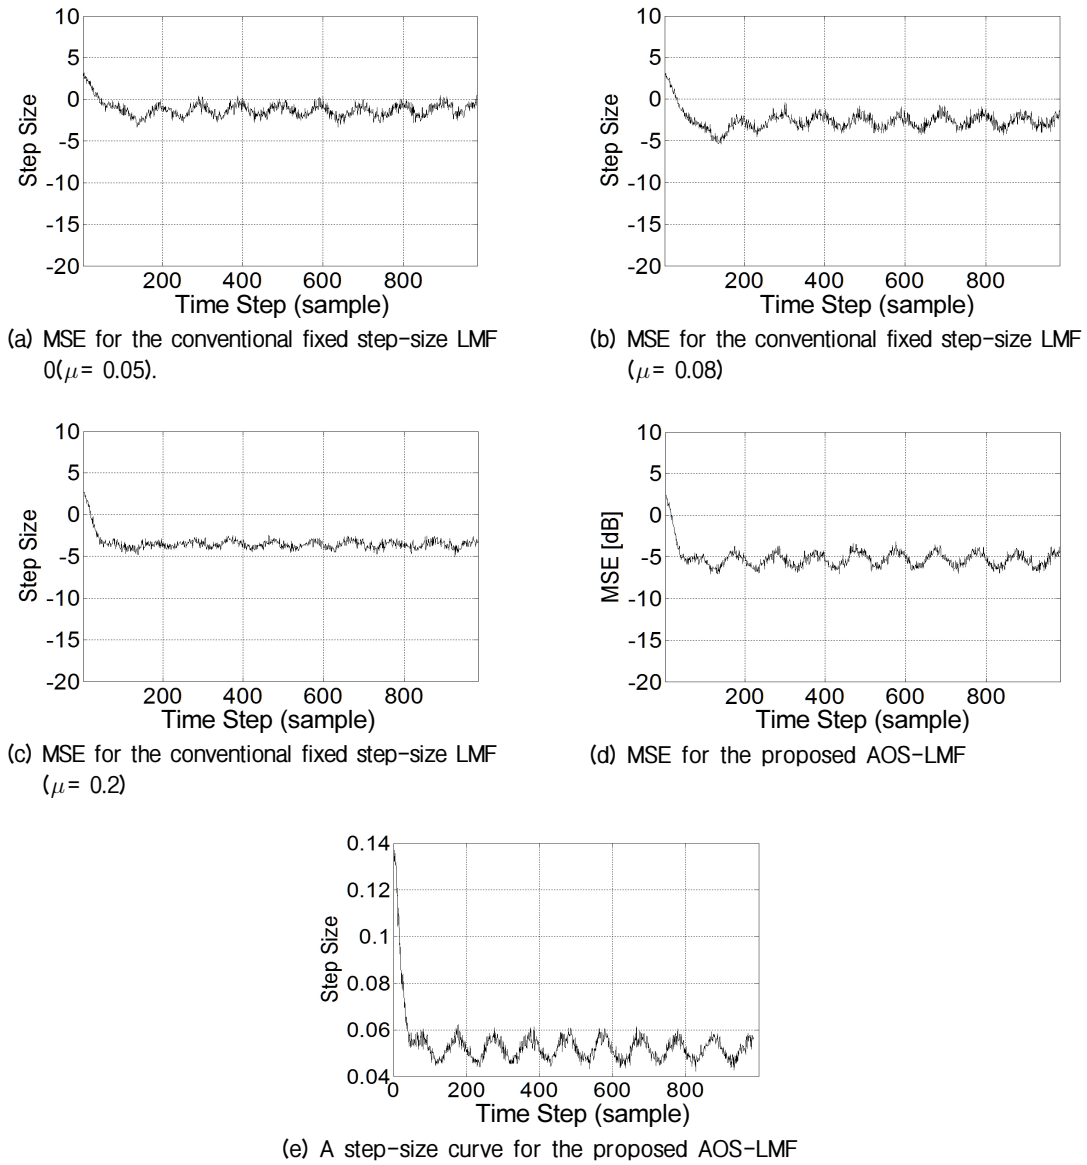 10
5
0
-5
-10
-15
-20
Step Size
200 400 600 800
Time Step (sample)
(a) MSE for the conventional fixed step-size LMF
0(μ= 0.05).
10
5
0
-5
-10
-15
-20
Step Size
200 400 600 800
Time Step (sample)
(b) MSE for the conventional fixed step-size LMF
(μ= 0.08)
10
5
0
-5
-10
-15
-20
Step Size
200 400 600 800
Time Step (sample)
(c) MSE for the conventional fixed step-size LMF
(μ= 0.2)
10
5
0
-5
-10
-15
-20
MSE [dB]
200 400 600 800
Time Step (sample)
(d) MSE for the proposed AOS-LMF
0.14
0.12
0.1
0.08
0.06
0.04
Step Size
0 200 400 600 800
Time Step (sample)
(e) A step-size curve for the proposed AOS-LMF